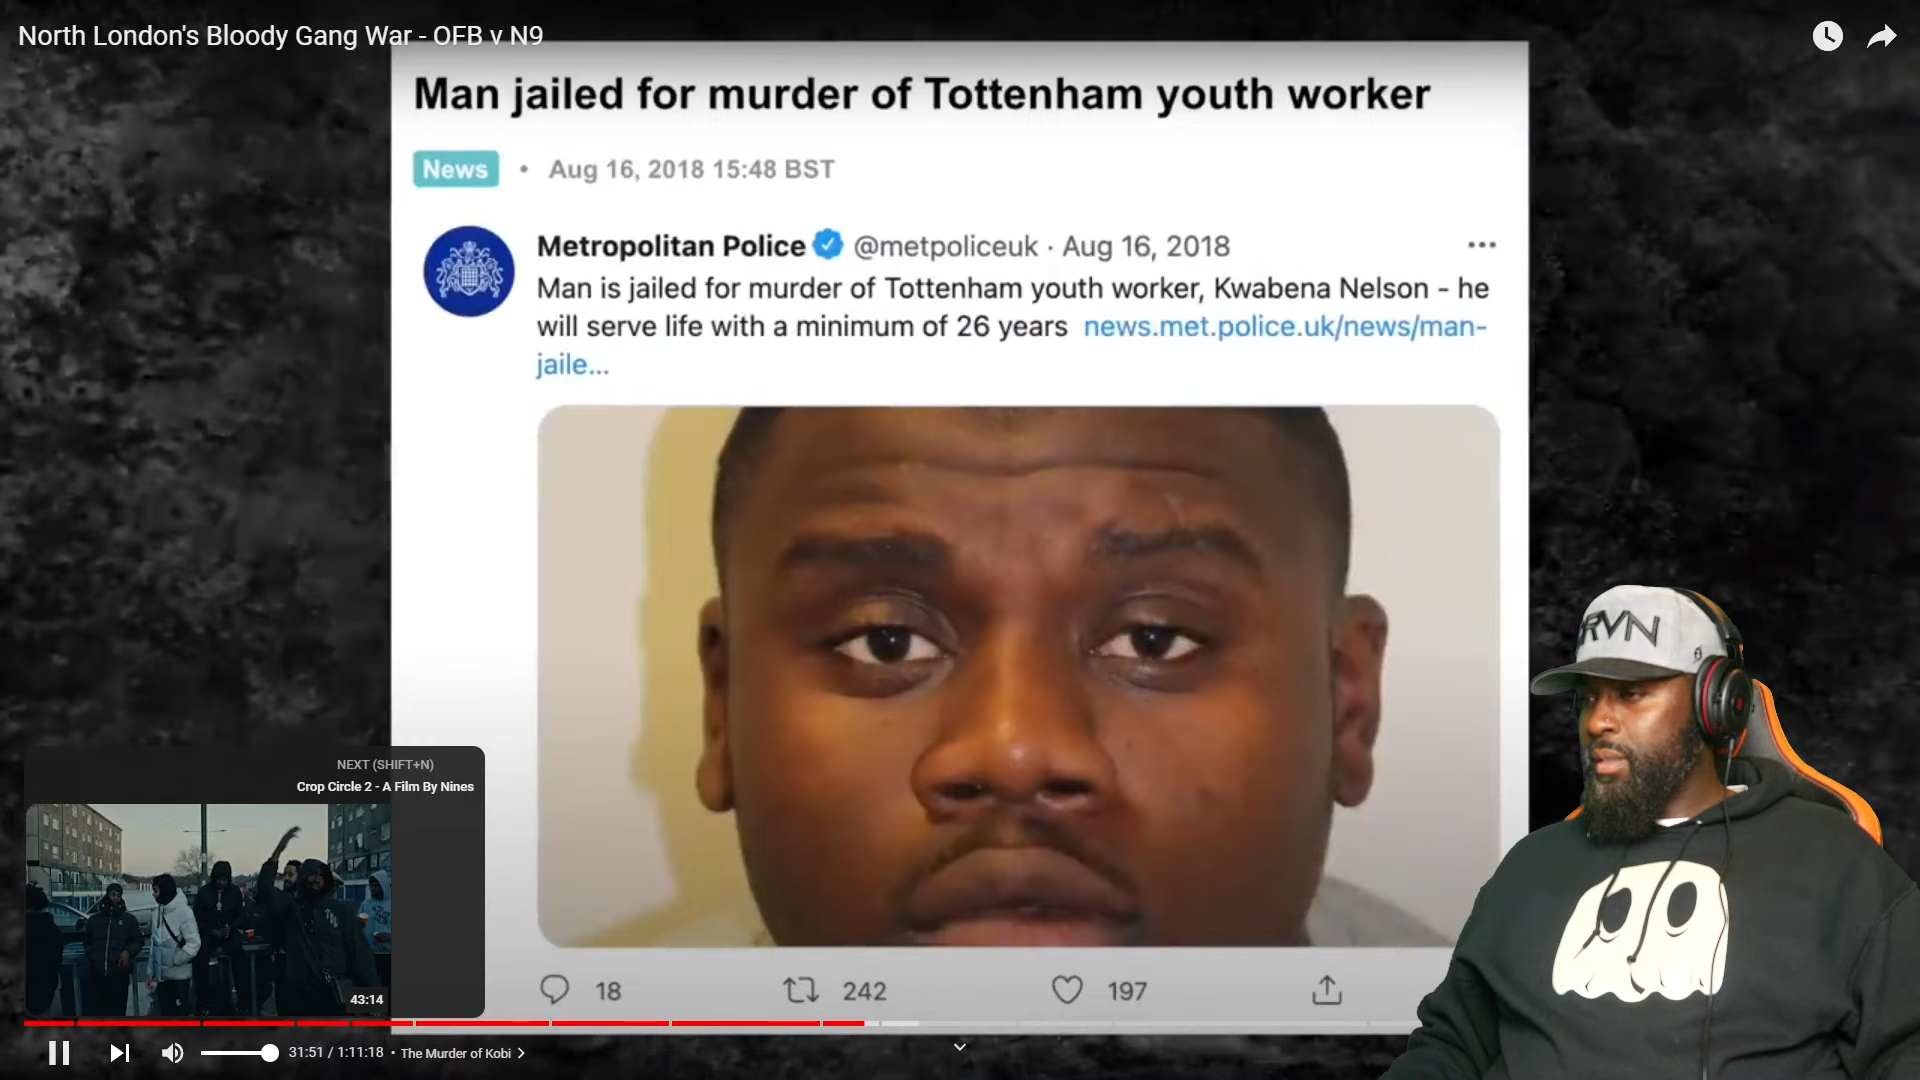 North London's Bloody Gang War - OFB v N9
Man jailed for murder of Tottenham youth worker
News • Aug 16, 2018 15:48 BST
Metropolitan Police @metpoliceuk · Aug 16, 2018
Man is jailed for murder of Tottenham youth worker, Kwabena Nelson - he
will serve life with a minimum of 26 years news.met.police.uk/news/man-
jaile...
NEXT (SHIFT+N)
Crop Circle 2 - A Film By Nines
43:14
18 242 197
RVN
31:51 / 1:11:18 • The Murder of Kobi >